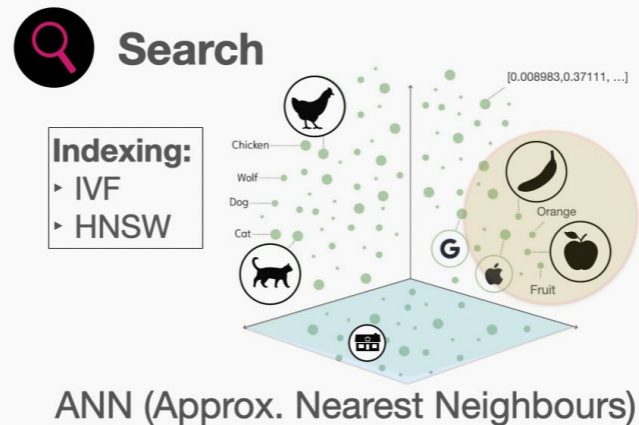 Search
[0.008983,0.37111, ...]
Indexing:
‣ IVF
‣ HNSW
Chicken
Wolf
Dog
Cat
Orange
G
Fruit
ANN (Approx. Nearest Neighbours)